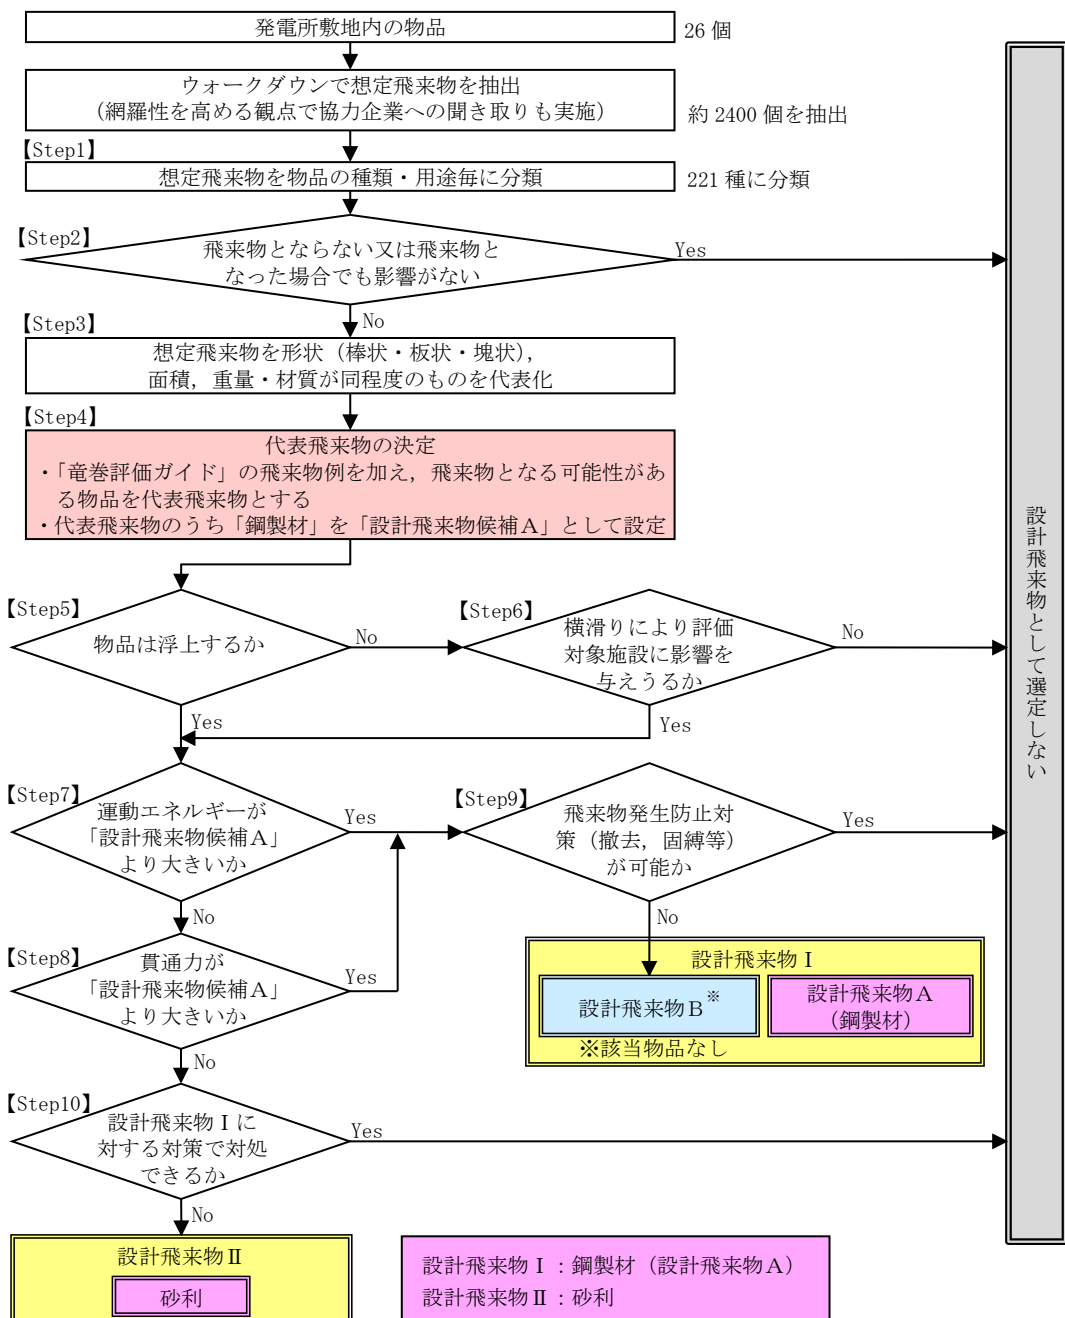 発電所敷地内の物品
26 個
ウォークダウンで想定飛来物を抽出
（網羅性を高める観点で協力企業への聞き取りも実施）
約 2400 個を抽出
【Step1】
想定飛来物を物品の種類・用途毎に分類
221 種に分類
【Step2】
飛来物とならない又は飛来物と
なった場合でも影響がない
Yes
No
【Step3】
想定飛来物を形状（棒状・板状・塊状），
面積，重量・材質が同程度のものを代表化
【Step4】
代表飛来物の決定
・「竜巻評価ガイド」の飛来物例を加え，飛来物となる可能性があ
る物品を代表飛来物とする
・代表飛来物のうち「鋼製材」を「設計飛来物候補Ａ」として設定
【Step5】
物品は浮上するか
No
Yes
【Step6】
横滑りにより評価
対象施設に影響を
与えうるか
No
Yes
【Step7】
運動エネルギーが
「設計飛来物候補Ａ」
より大きいか
Yes
No
【Step9】
飛来物発生防止対
策（撤去，固縛等）
が可能か
Yes
No
【Step8】
貫通力が
「設計飛来物候補Ａ」
より大きいか
Yes
No
設計飛来物Ⅰ
設計飛来物Ｂ※
設計飛来物Ａ
（鋼製材）
※該当物品なし
【Step10】
設計飛来物Ⅰに
対する対策で対処
できるか
Yes
No
設計飛来物Ⅱ
砂利
設計飛来物Ⅰ：鋼製材（設計飛来物Ａ）
設計飛来物Ⅱ：砂利
設計飛来物として選定しない